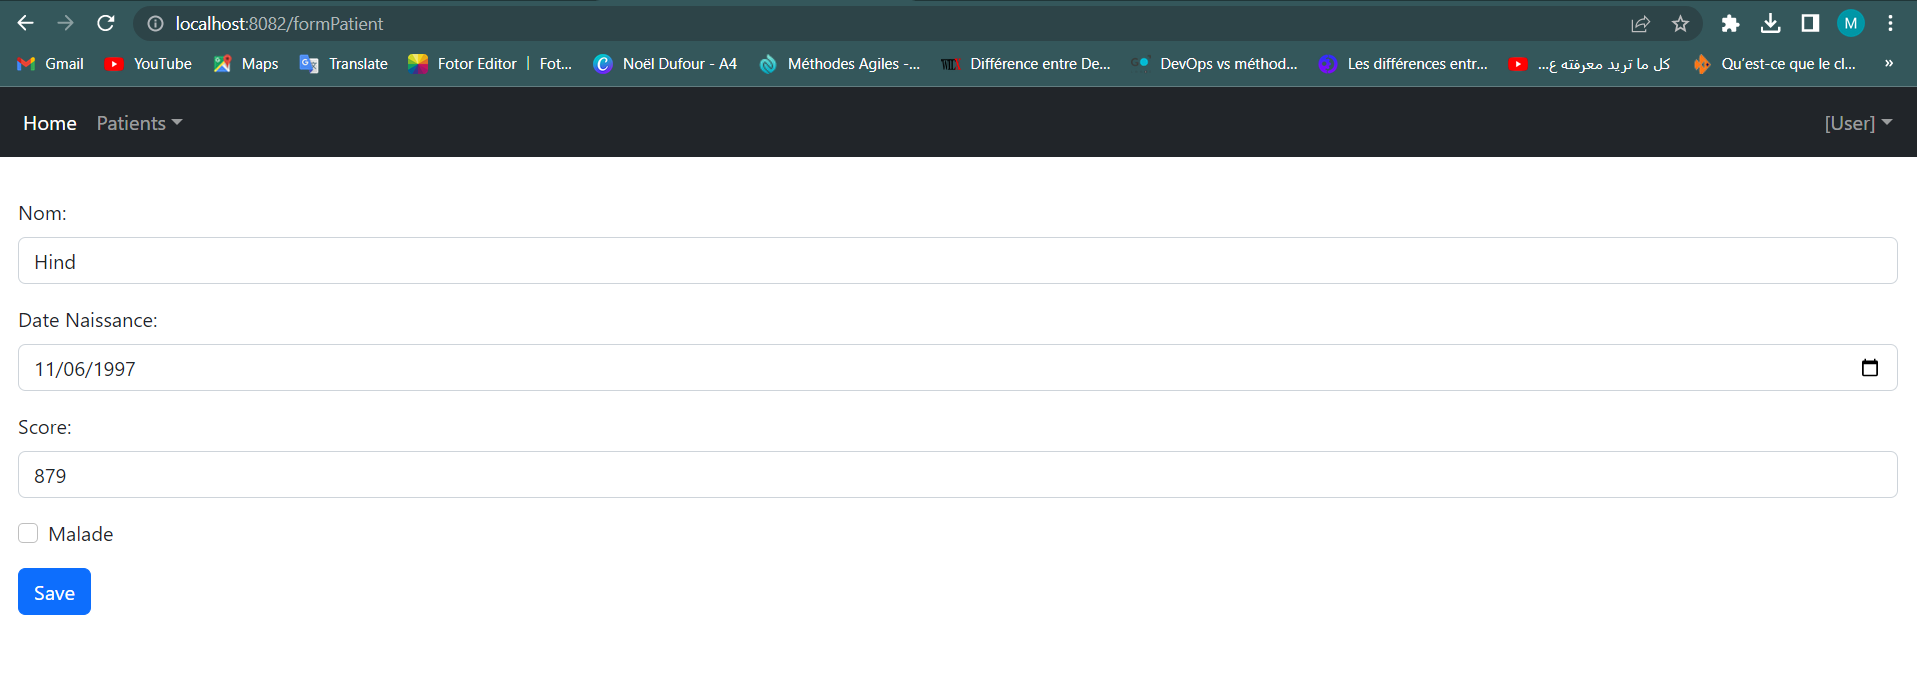 localhost:8082/formPatient
M
Gmail YouTube Maps Translate Fotor Editor | Fot... Noël Dufour - A4 Méthodes Agiles -... Différence entre De... DevOps vs méthod... Les différences entr... كل ما تريد معرفته ع... Qu'est-ce que le cl... »
Home Patients [User]
Nom:
Hind
Date Naissance:
11/06/1997
Score:
879
Malade
Save